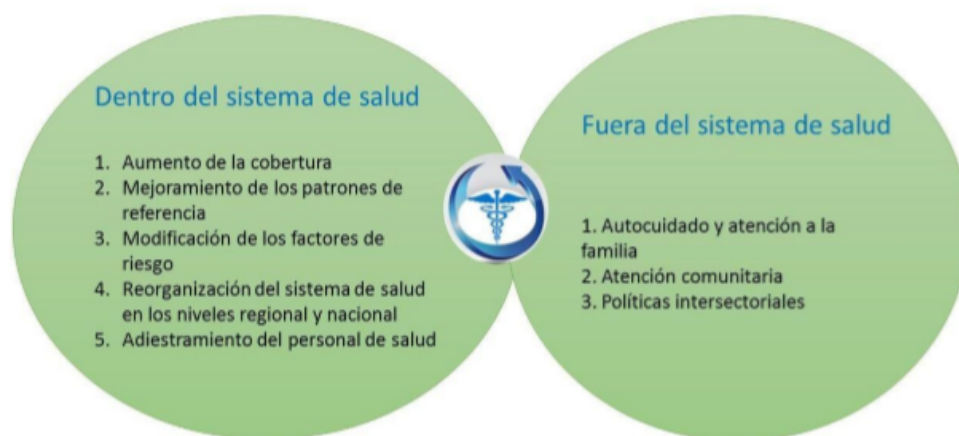 Dentro del sistema de salud
1. Aumento de la cobertura
2. Mejoramiento de los patrones de
referencia
3. Modificación de los factores de
riesgo
4. Reorganización del sistema de salud
en los niveles regional y nacional
5. Adiestramiento del personal de salud
Fuera del sistema de salud
1. Autocuidado y atención a la
familia
2. Atención comunitaria
3. Políticas intersectoriales